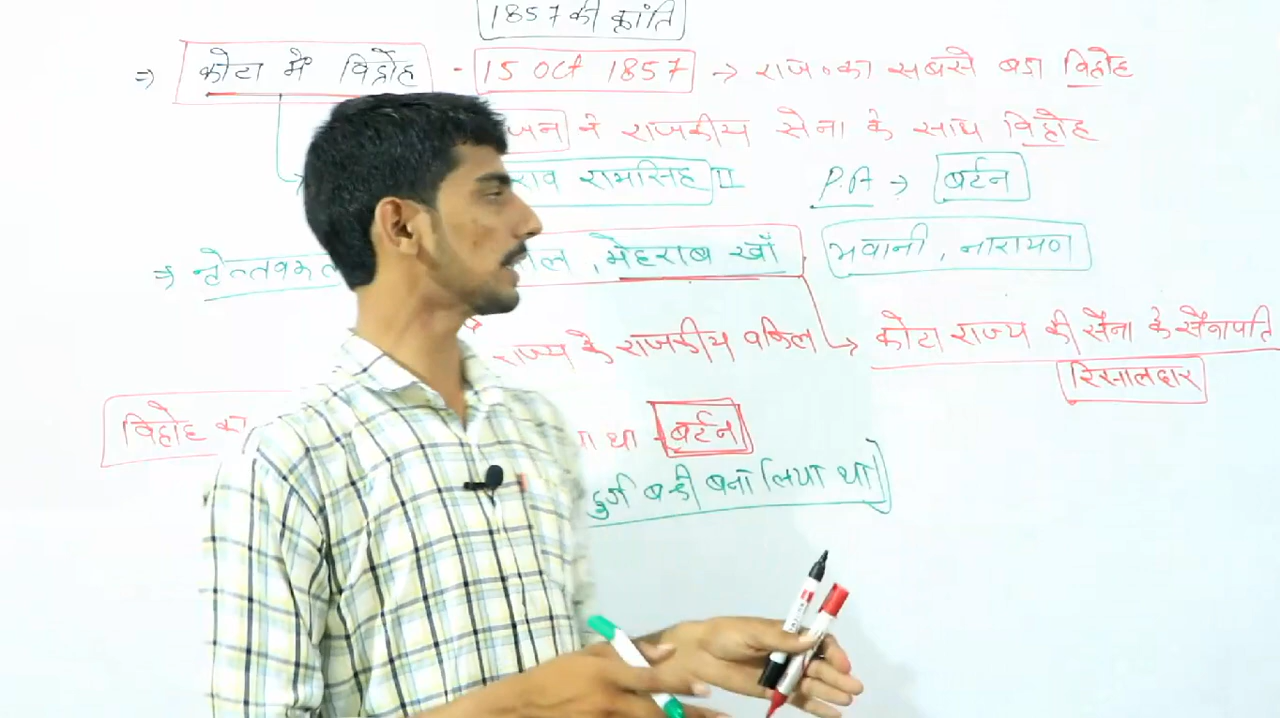 1857 की क्रांति
⇒ कोटा में विद्रोह - 15 Oct 1857 → राज०का सबसे बडा विद्रोह
जन ने राजकीय सेना के साथ विद्रोह
राव रामसिंह II P.A → बर्टन
⇒ ल , मेहराब खाँ भवानी, नारायण
राज्य के राजकीय वकिल → कोटा राज्य की सैना के सैनापति
रिसालदार
विद्रोह का था - बर्टन
बना लिया था